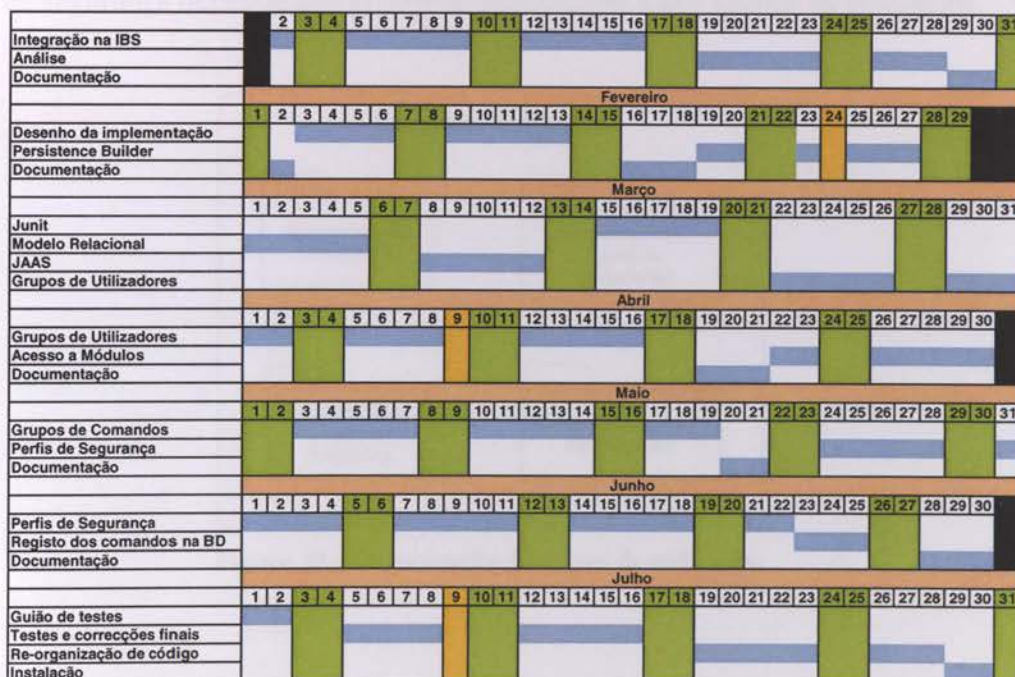 2 3 4 5 6 7 8 9 10 11 12 13 14 15 16 17 18 19 20 21 22 23 24 25 26 27 28 29 30 31
Integração na IBS
Análise
Documentação
Fevereiro
1 2 3 4 5 6 7 8 9 10 11 12 13 14 15 16 17 18 19 20 21 22 23 24 25 26 27 28 29
Desenho da implementação
Persistence Builder
Documentação
Março
1 2 3 4 5 6 7 8 9 10 11 12 13 14 15 16 17 18 19 20 21 22 23 24 25 26 27 28 29 30 31
Junit
Modelo Relacional
JAAS
Grupos de Utilizadores
Abril
1 2 3 4 5 6 7 8 9 10 11 12 13 14 15 16 17 18 19 20 21 22 23 24 25 26 27 28 29 30
Grupos de Utilizadores
Acesso a Módulos
Documentação
Maio
1 2 3 4 5 6 7 8 9 10 11 12 13 14 15 16 17 18 19 20 21 22 23 24 25 26 27 28 29 30 31
Grupos de Comandos
Perfis de Segurança
Documentação
Junho
1 2 3 4 5 6 7 8 9 10 11 12 13 14 15 16 17 18 19 20 21 22 23 24 25 26 27 28 29 30
Perfis de Segurança
Registo dos comandos na BD
Documentação
Julho
1 2 3 4 5 6 7 8 9 10 11 12 13 14 15 16 17 18 19 20 21 22 23 24 25 26 27 28 29 30 31
Guião de testes
Testes e correcções finais
Re-organização de código
Instalação